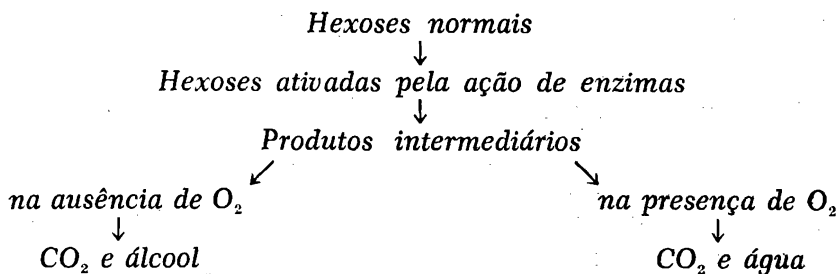 Hexoses normais
↓
Hexoses ativadas pela ação de enzimas
↓
Produtos intermediários
↙ ↘
na ausência de O₂ na presença de O₂
↓ ↓
CO₂ e álcool CO₂ e água